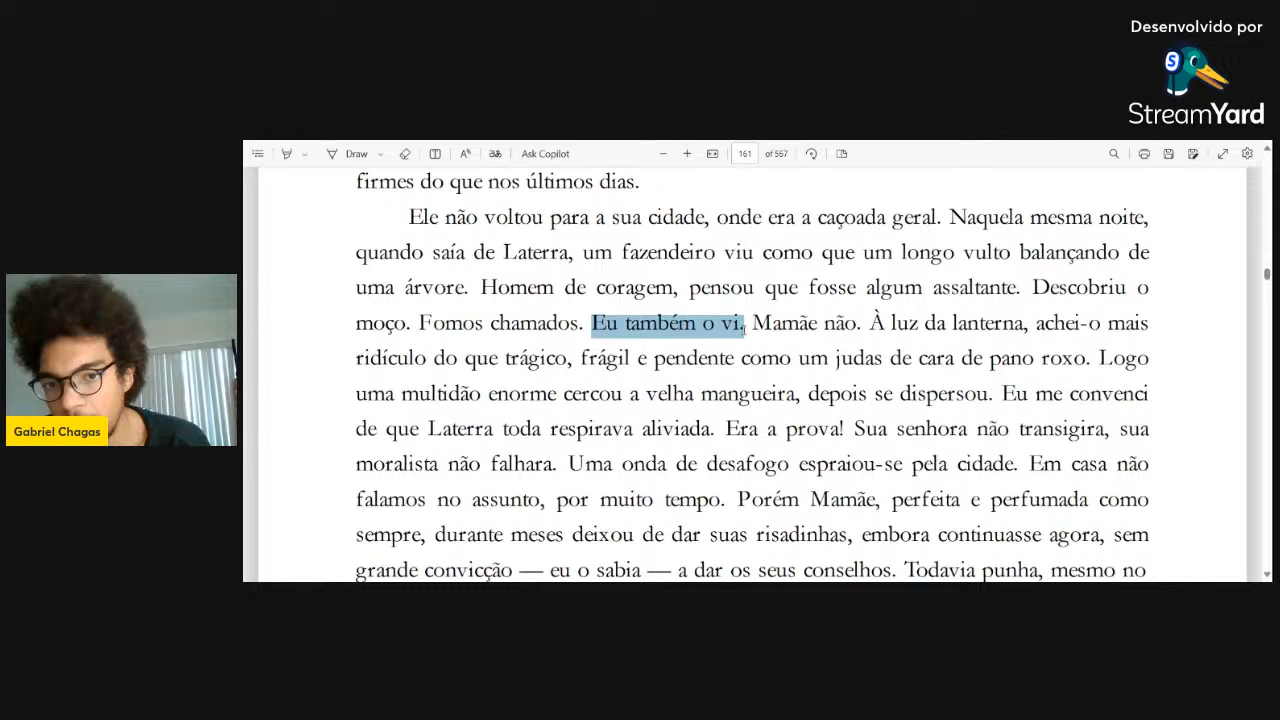 Desenvolvido por
StreamYard
Draw
Ask Copilot
161 of 567
firmes do que nos últimos dias.
Ele não voltou para a sua cidade, onde era a caçoada geral. Naquela mesma noite,
quando saía de Laterra, um fazendeiro viu como que um longo vulto balançando de
uma árvore. Homem de coragem, pensou que fosse algum assaltante. Descobriu o
moço. Fomos chamados. Eu também o vi. Mamãe não. À luz da lanterna, achei-o mais
ridículo do que trágico, frágil e pendente como um judas de cara de pano roxo. Logo
uma multidão enorme cercou a velha mangueira, depois se dispersou. Eu me convenci
de que Laterra toda respirava aliviada. Era a prova! Sua senhora não transigira, sua
moralista não falhara. Uma onda de desafogo espraiou-se pela cidade. Em casa não
falamos no assunto, por muito tempo. Porém Mamãe, perfeita e perfumada como
sempre, durante meses deixou de dar suas risadinhas, embora continuasse agora, sem
grande convicção — eu o sabia — a dar os seus conselhos. Todavia punha, mesmo no
Gabriel Chagas